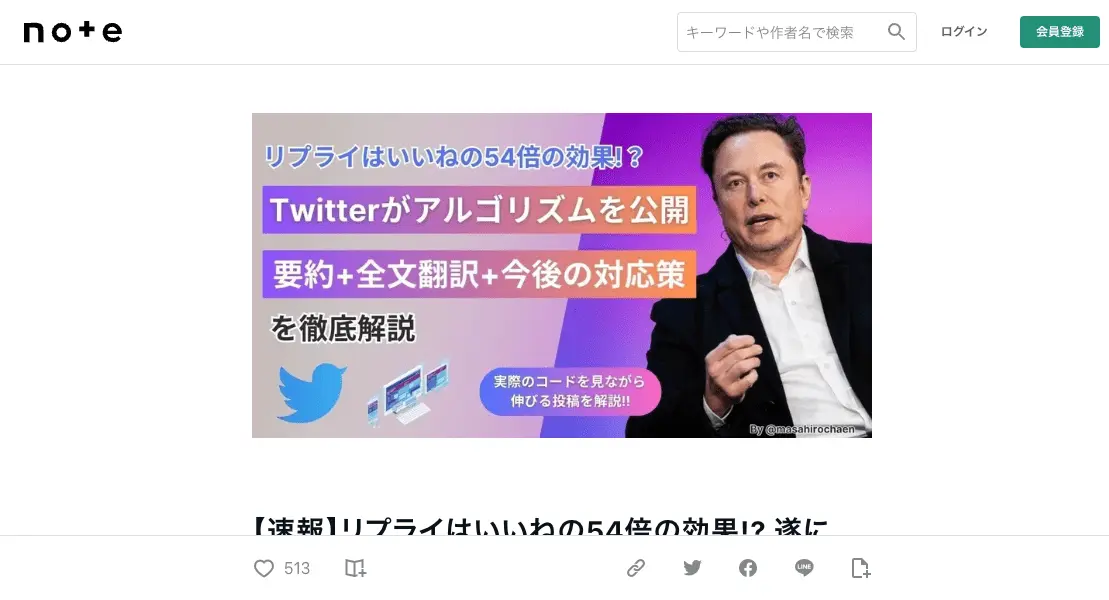 note
キーワードや作者名で検索
ログイン
会員登録
リプライはいいねの54倍の効果!？
Twitterがアルゴリズムを公開
要約+全文翻訳+今後の対応策
を徹底解説
実際のコードを見ながら
伸びる投稿を解説!!
By @masahirochaen
【速報】リプライはいいねの54倍の効果!? 遂に
513
LINE